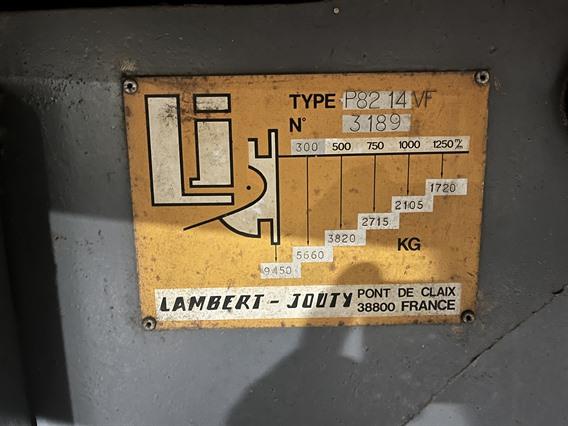 LJ
TYPE P82 14 VF
N° 3189
300 500 750 1000 1250 m/m
1720
2105
2715
3820
5660
9450
KG
LAMBERT - JOUTY PONT DE CLAIX
38800 FRANCE